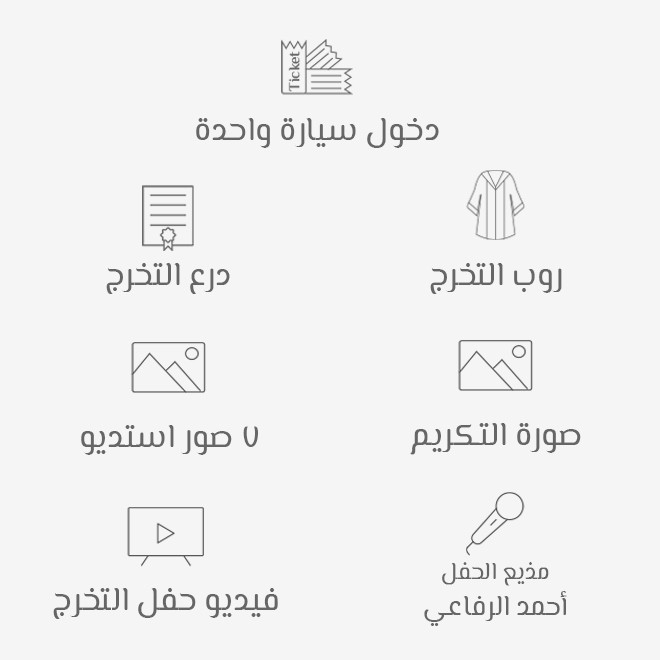 Ticket
دخول سيارة واحدة
روب التخرج
درع التخرج
صورة التكريم
٧ صور استديو
مذيع الحفل
أحمد الرفاعي
فيديو حفل التخرج